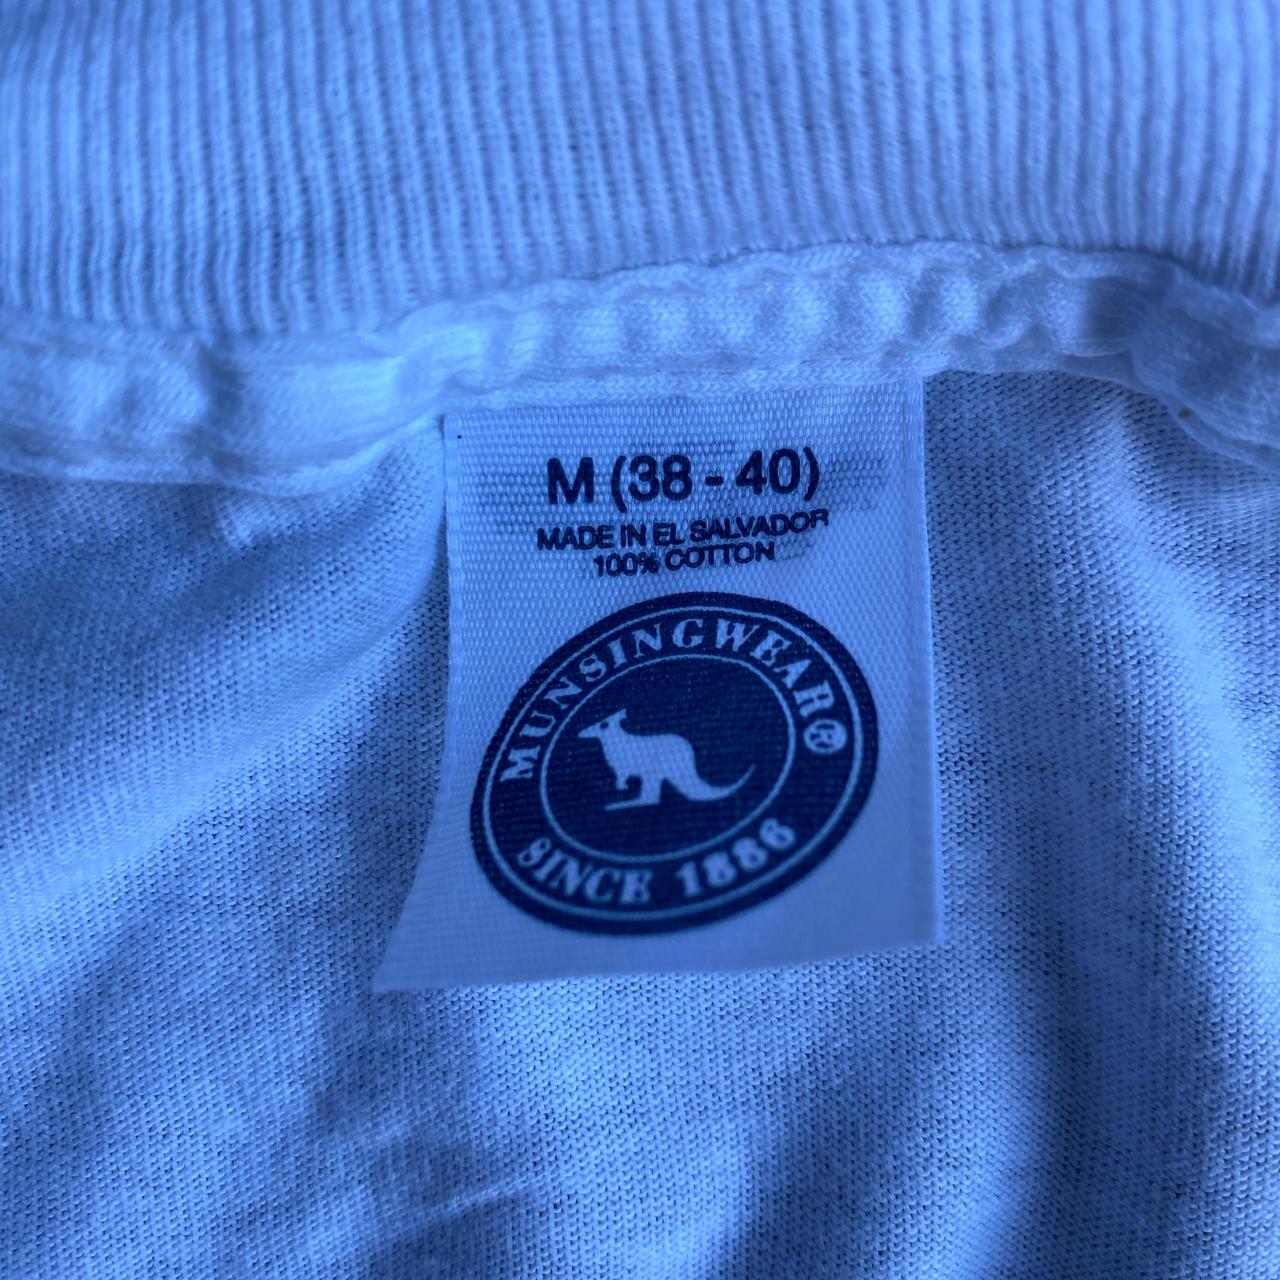 M (38 - 40)
MADE IN EL SALVADOR
100% COTTON
MUNSINGWEAR®
SINCE 1886